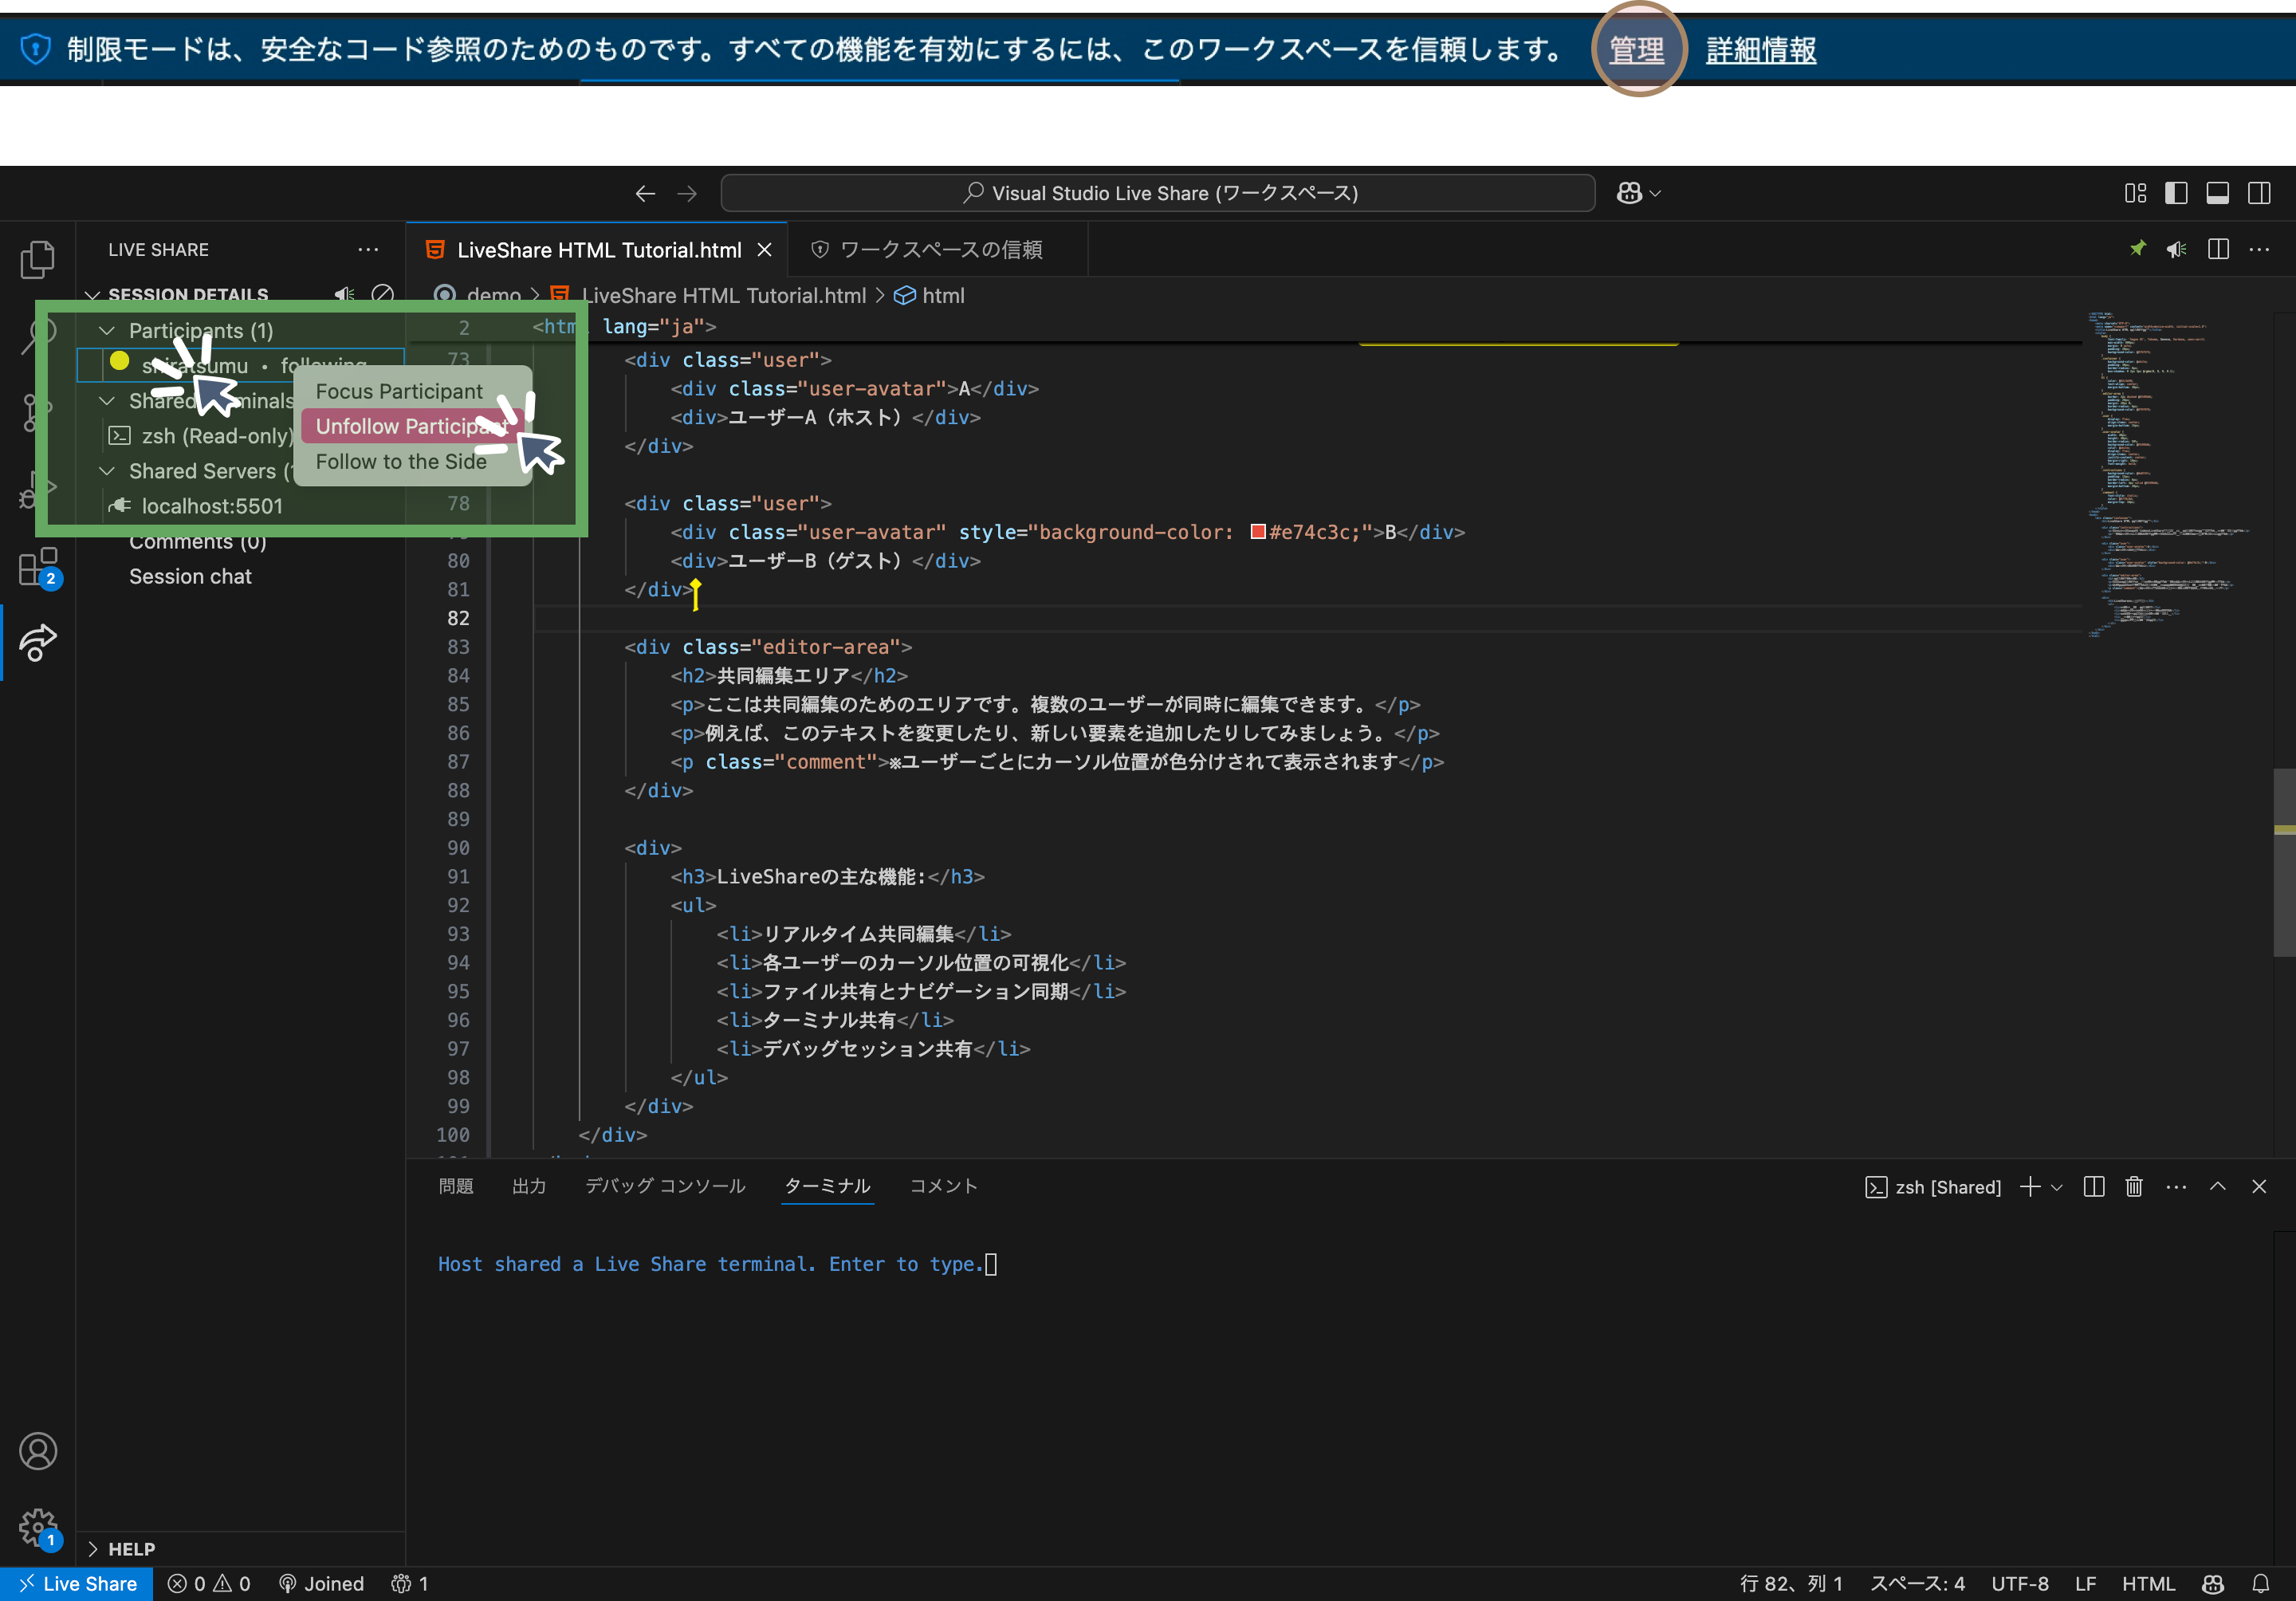 制限モードは、安全なコード参照のためのものです。すべての機能を有効にするには、このワークスペースを信頼します。 管理 詳細情報
Visual Studio Live Share (ワークスペース)
LIVE SHARE
LiveShare HTML Tutorial.html
ワークスペースの信頼
SESSION DETAILS
demo > LiveShare HTML Tutorial.html > html
Participants (1)
shiratsumu • following
Shared Terminals
zsh (Read-only)
Shared Servers (
localhost:5501
Comments (0)
Session chat
Focus Participant
Unfollow Participant
Follow to the Side
2 <html lang="ja">
73 <div class="user">
<div class="user-avatar">A</div>
<div>ユーザーA（ホスト）</div>
</div>
78 <div class="user">
<div class="user-avatar" style="background-color: #e74c3c;">B</div>
80 <div>ユーザーB（ゲスト）</div>
81 </div>
82
83 <div class="editor-area">
84 <h2>共同編集エリア</h2>
85 <p>ここは共同編集のためのエリアです。複数のユーザーが同時に編集できます。</p>
86 <p>例えば、このテキストを変更したり、新しい要素を追加したりしてみましょう。</p>
87 <p class="comment">※ユーザーごとにカーソル位置が色分けされて表示されます</p>
88 </div>
89
90 <div>
91 <h3>LiveShareの主な機能:</h3>
92 <ul>
93 <li>リアルタイム共同編集</li>
94 <li>各ユーザーのカーソル位置の可視化</li>
95 <li>ファイル共有とナビゲーション同期</li>
96 <li>ターミナル共有</li>
97 <li>デバッグセッション共有</li>
98 </ul>
99 </div>
100 </div>
問題 出力 デバッグ コンソール ターミナル コメント
zsh [Shared]
Host shared a Live Share terminal. Enter to type.
2
1
HELP
Live Share 0 0 Joined 1
行 82、列 1 スペース: 4 UTF-8 LF HTML